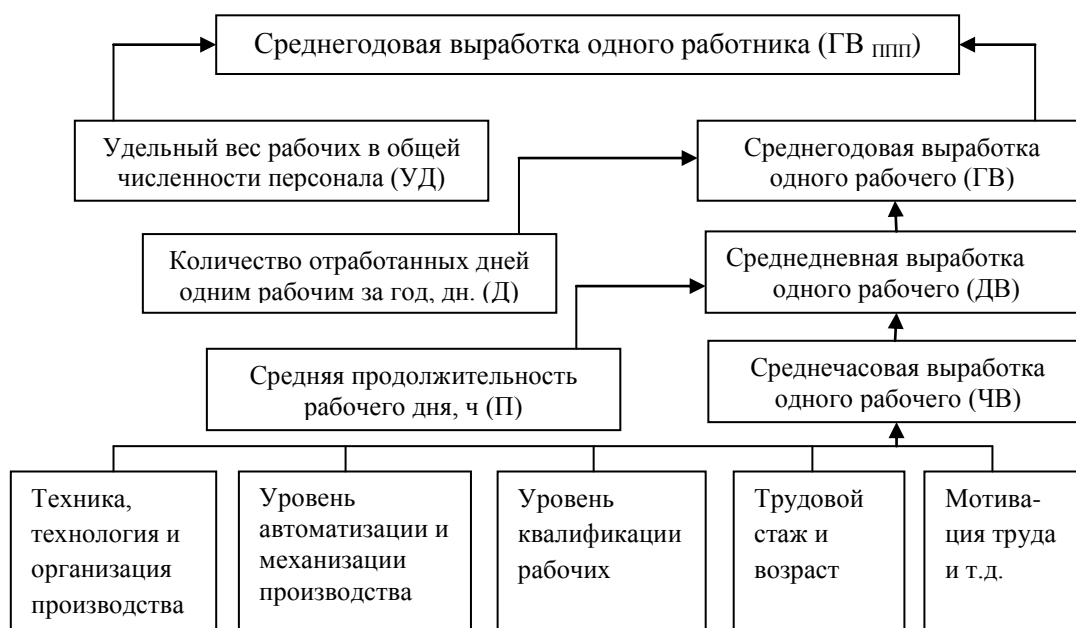 Среднегодовая выработка одного работника (ГВ ППП)
Удельный вес рабочих в общей
численности персонала (УД)
Среднегодовая выработка
одного рабочего (ГВ)
Количество отработанных дней
одним рабочим за год, дн. (Д)
Среднедневная выработка
одного рабочего (ДВ)
Средняя продолжительность
рабочего дня, ч (П)
Среднечасовая выработка
одного рабочего (ЧВ)
Техника,
технология и
организация
производства
Уровень
автоматизации и
механизации
производства
Уровень
квалификации
рабочих
Трудовой
стаж и
возраст
Мотива-
ция труда
и т.д.